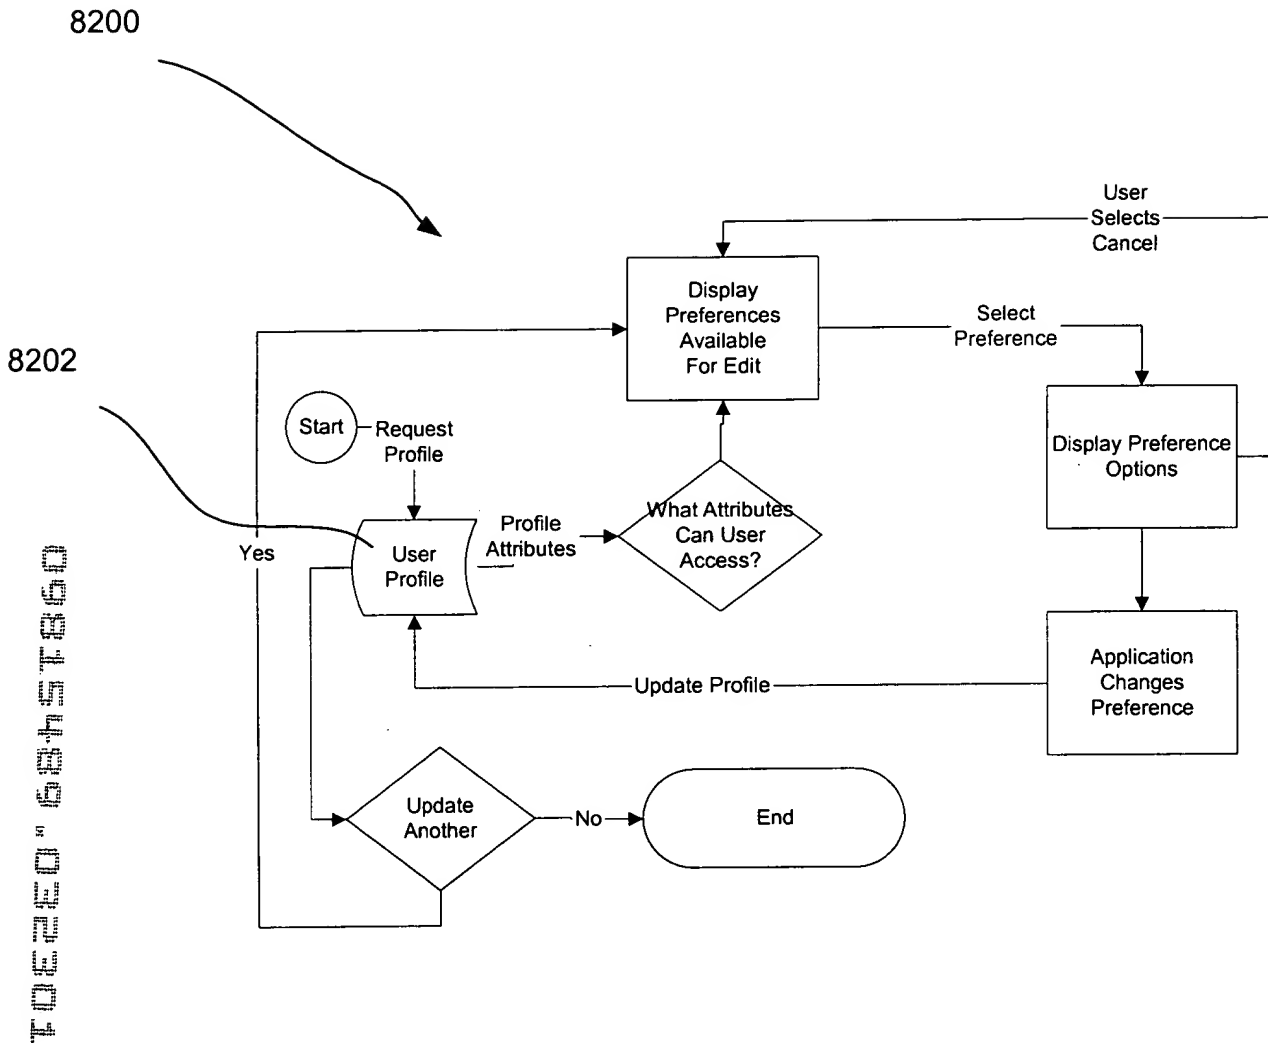 8200
User
Selects
Cancel
Display
Preferences
Available
For Edit
Select
Preference
8202
Start
Request
Profile
Display Preference
Options
What Attributes
Can User
Access?
Profile
Attributes
User
Profile
Yes
Application
Changes
Preference
Update Profile
Update
Another
No
End